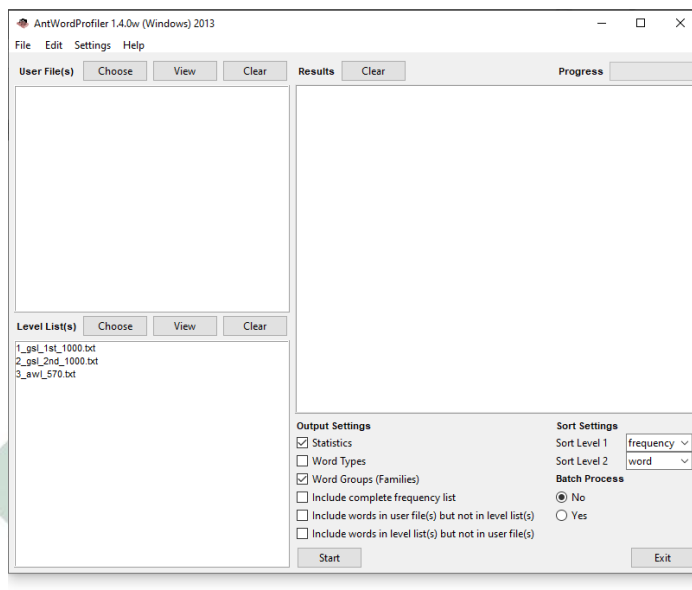 AntWordProfiler 1.4.0w (Windows) 2013
File Edit Settings Help
User File(s) Choose View Clear Results Clear Progress
Level List(s) Choose View Clear
1_gsl_1st_1000.txt
2_gsl_2nd_1000.txt
3_awl_570.txt
Output Settings
Statistics
Word Types
Word Groups (Families)
Include complete frequency list
Include words in user file(s) but not in level list(s)
Include words in level list(s) but not in user file(s)
Start
Sort Settings
Sort Level 1 frequency
Sort Level 2 word
Batch Process
No
Yes
Exit